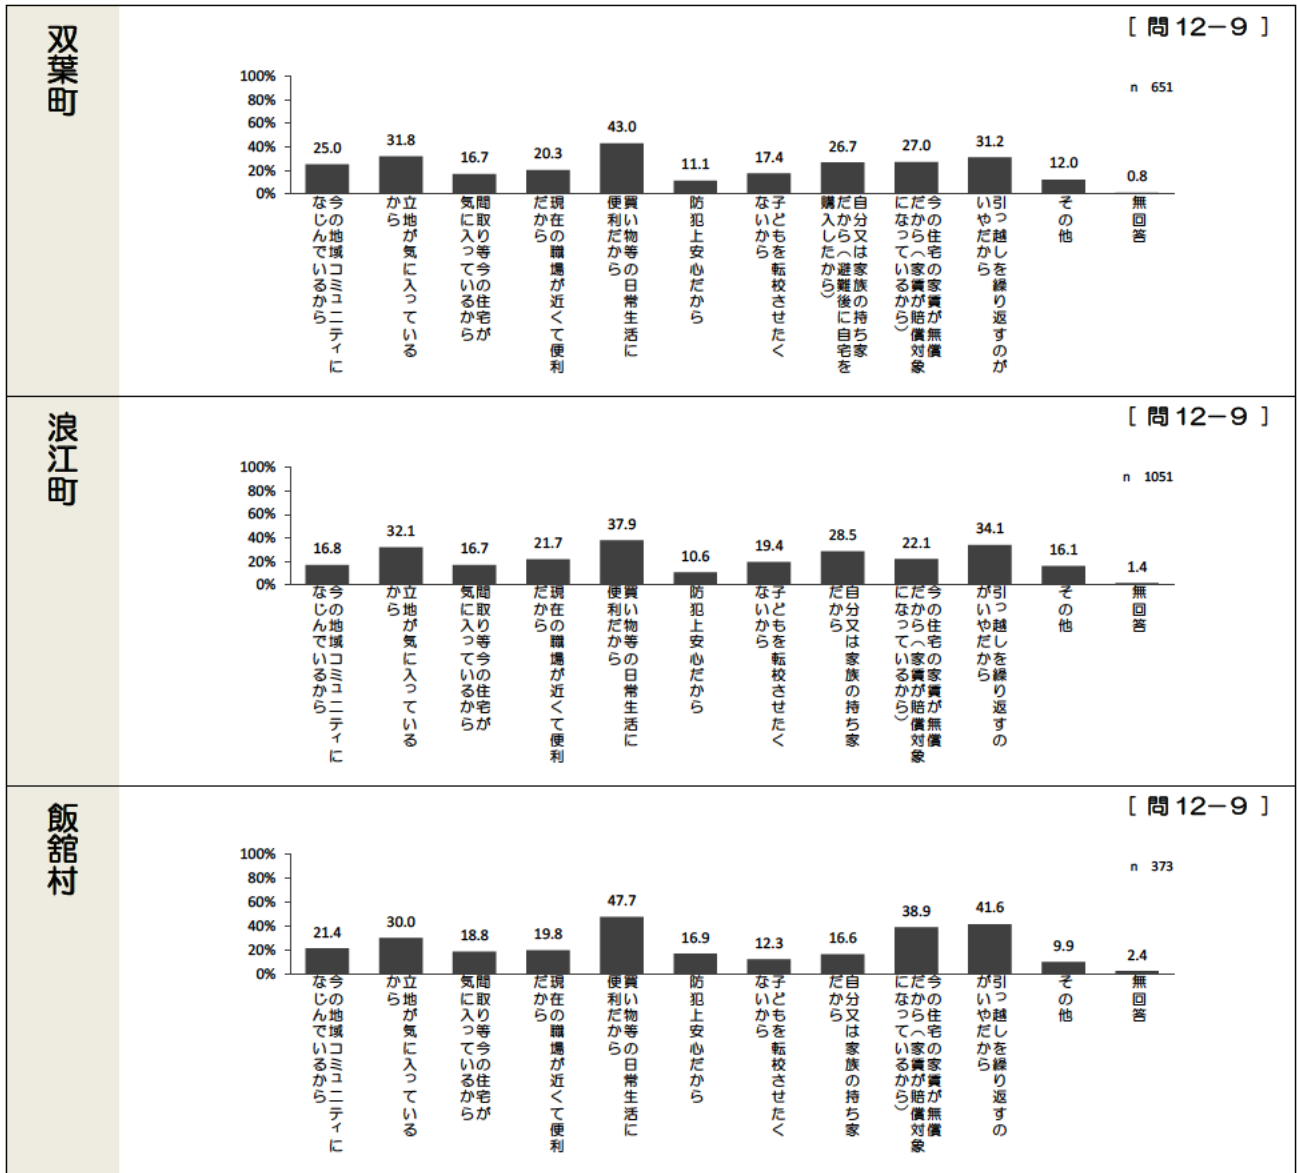 双葉町
[ 問12－9 ]
n 651
100%
80%
60%
40%
20%
0%
25.0
31.8
16.7
20.3
43.0
11.1
17.4
26.7
27.0
31.2
12.0
0.8
今の地域コミュニティに
なじんでいるから
立地が気に入っている
から
間取り等今の住宅が
気に入っているから
現在の職場が近くて便利
だから
買い物等の日常生活に
便利だから
防犯上安心だから
子どもを転校させたく
ないから
自分又は家族の持ち家
だから（避難後に自宅を
購入したから）
今の住宅の家賃が無償
だから（家賃が賠償対象
になっているから）
引っ越しを繰り返すのが
いやだから
その他
無回答
浪江町
[ 問12－9 ]
n 1051
100%
80%
60%
40%
20%
0%
16.8
32.1
16.7
21.7
37.9
10.6
19.4
28.5
22.1
34.1
16.1
1.4
今の地域コミュニティに
なじんでいるから
立地が気に入っている
から
間取り等今の住宅が
気に入っているから
現在の職場が近くて便利
だから
買い物等の日常生活に
便利だから
防犯上安心だから
子どもを転校させたく
ないから
自分又は家族の持ち家
だから
今の住宅の家賃が無償
だから（家賃が賠償対象
になっているから）
引っ越しを繰り返すの
がいやだから
その他
無回答
飯舘村
[ 問12－9 ]
n 373
100%
80%
60%
40%
20%
0%
21.4
30.0
18.8
19.8
47.7
16.9
12.3
16.6
38.9
41.6
9.9
2.4
今の地域コミュニティに
なじんでいるから
立地が気に入っている
から
間取り等今の住宅が
気に入っているから
現在の職場が近くて便利
だから
買い物等の日常生活に
便利だから
防犯上安心だから
子どもを転校させたく
ないから
自分又は家族の持ち家
だから
今の住宅の家賃が無償
だから（家賃が賠償対象
になっているから）
引っ越しを繰り返すの
がいやだから
その他
無回答